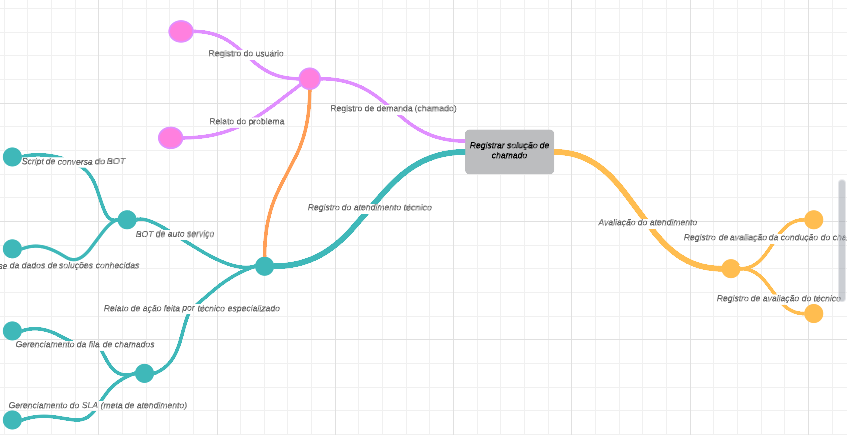 Registro do usuário
Relato do problema
Registro de demanda (chamado)
Registrar solução de
chamado
Script de conversa do BOT
BOT de auto serviço
se da dados de soluções conhecidas
Registro do atendimento técnico
Relato de ação feita por técnico especializado
Gerenciamento da fila de chamados
Gerenciamento do SLA (meta de atendimento)
Avaliação do atendimento
Registro de avaliação da condução do cha
Registro de avaliação do técnico